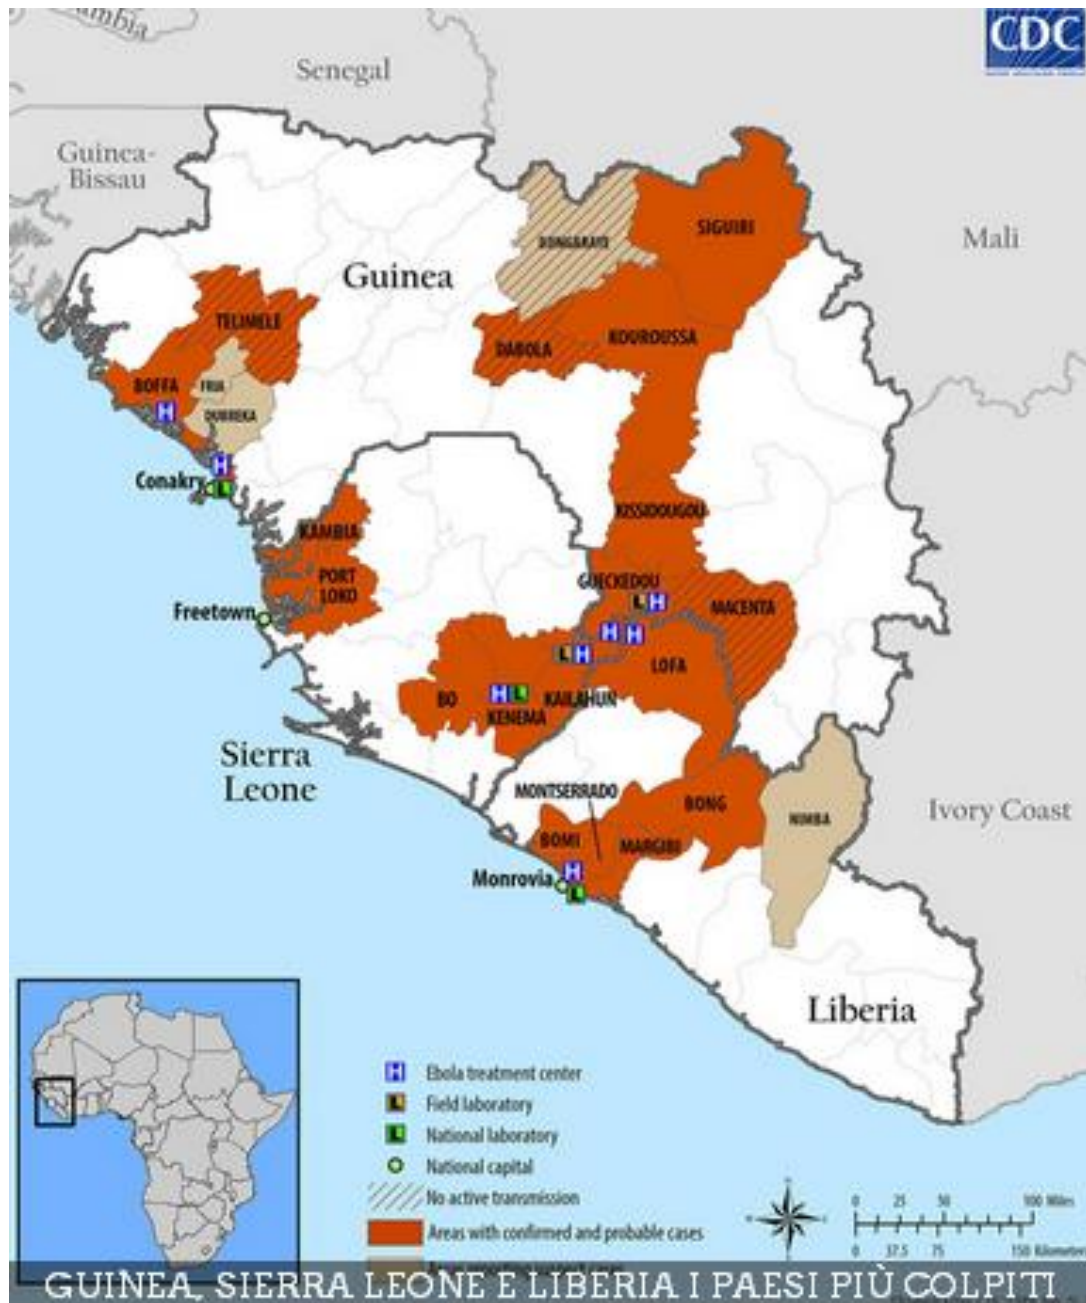 CDC
Senegal
Guinea-
Bissau
Mali
Guinea
SIGUIRI
TELIMELE
KOUROUSSA
DABOLA
BOFFA
FRIA
DUBREKA
Conakry
KISSIDOUGOU
KAMBIA
PORT
LOKO
GUECKEDOU
MACENTA
Freetown
LOFA
BO
KAILAHUN
KENEMA
Sierra
Leone
MONTSERRADO
BONG
Ivory Coast
NIMBA
BOMI
MARGIBI
Monrovia
Liberia
H Ebola treatment center
L Field laboratory
L National laboratory
National capital
No active transmission
Areas with confirmed and probable cases
0 25 50 100 Miles
0 37.5 75 150 Kilometers
GUINEA, SIERRA LEONE E LIBERIA I PAESI PIÙ COLPITI